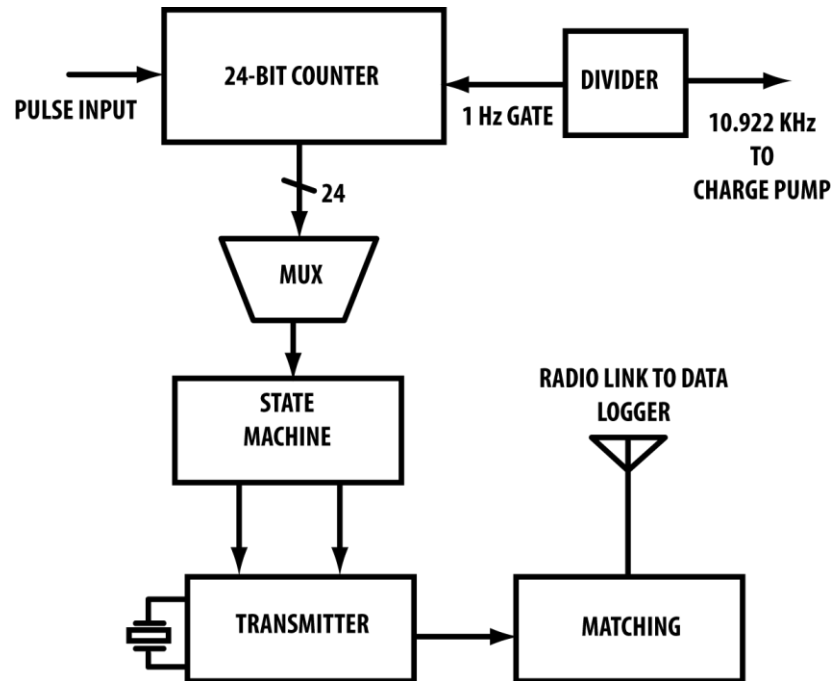 24-BIT COUNTER
DIVIDER
PULSE INPUT
1 Hz GATE
10.922 KHz
TO
CHARGE PUMP
24
MUX
STATE
MACHINE
RADIO LINK TO DATA
LOGGER
TRANSMITTER
MATCHING